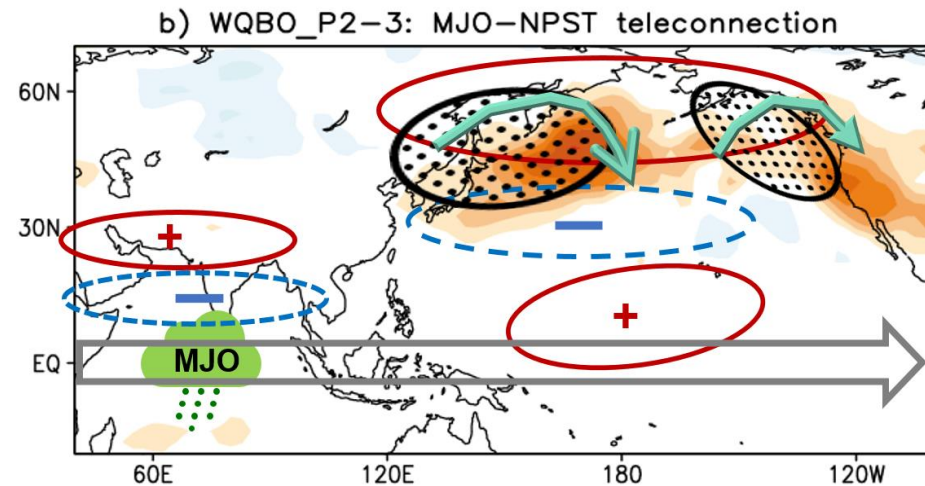 b) WQBO_P2-3: MJO-NPST teleconnection
60N
30N
EQ
+
−
−
+
MJO
60E 120E 180 120W